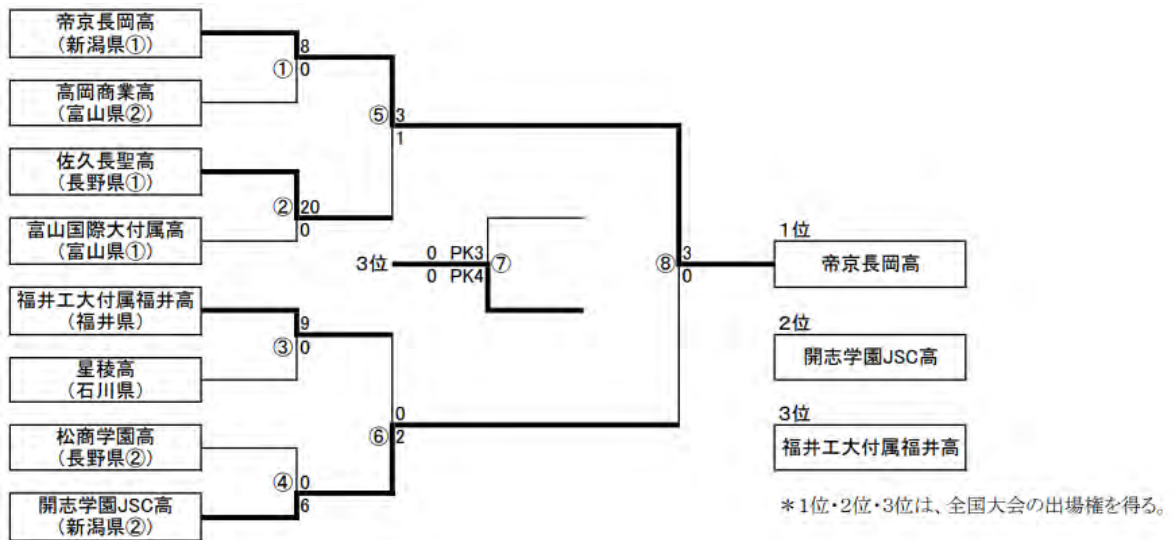 帝京長岡高
(新潟県①)
高岡商業高
(富山県②)
佐久長聖高
(長野県①)
富山国際大付属高
(富山県①)
福井工大付属福井高
(福井県)
星稜高
(石川県)
松商学園高
(長野県②)
開志学園JSC高
(新潟県②)
8
① 0
② 20
0
9
③ 0
④ 0
6
⑤ 3
1
0
⑥ 2
3位
0 PK3
0 PK4
⑦
3
⑧
0
1位
帝京長岡高
2位
開志学園JSC高
3位
福井工大付属福井高
*1位・2位・3位は、全国大会の出場権を得る。